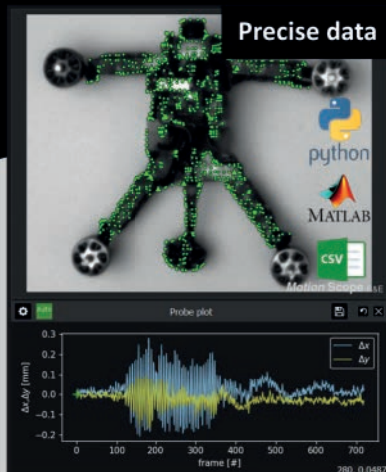 Precise data
python
MATLAB
CSV
Motion Scope R&E
auto
Probe plot
Δx
Δy
Δx,Δy [mm]
0.3
0.2
0.1
0.0
-0.1
-0.2
0 100 200 300 400 500 600 700
frame [#]